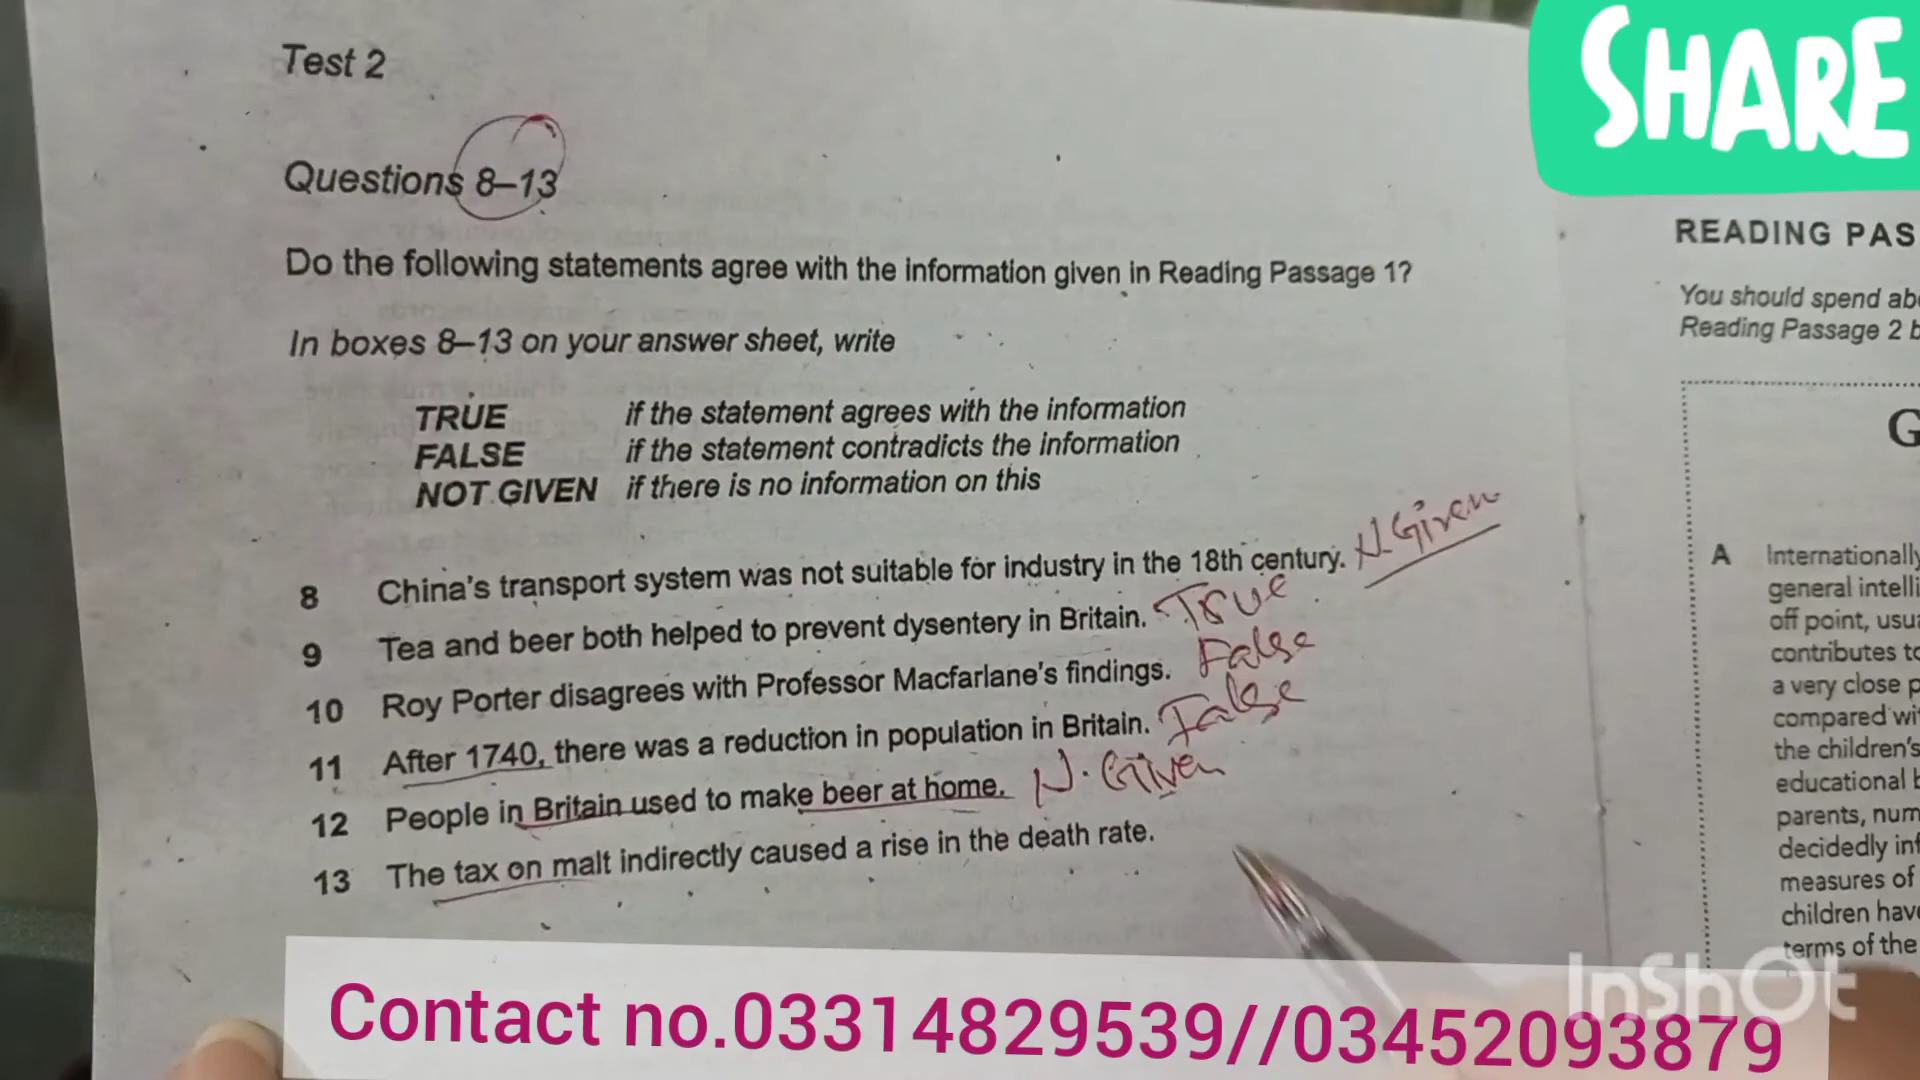 Test 2
SHARE
Questions 8–13
Do the following statements agree with the information given in Reading Passage 1?
In boxes 8–13 on your answer sheet, write
TRUE if the statement agrees with the information
FALSE if the statement contradicts the information
NOT GIVEN if there is no information on this
8 China's transport system was not suitable for industry in the 18th century. N.Given
9 Tea and beer both helped to prevent dysentery in Britain. True
10 Roy Porter disagrees with Professor Macfarlane's findings. False
11 After 1740, there was a reduction in population in Britain. False
12 People in Britain used to make beer at home. N. Given
13 The tax on malt indirectly caused a rise in the death rate.
READING PAS
You should spend
Reading Passage 2
G
A Internationally
general
off point,
contributes
a very close
compared
the children's
educational
parents,
decidedly
measures of
children
terms of the
InShOt
Contact no.03314829539//03452093879